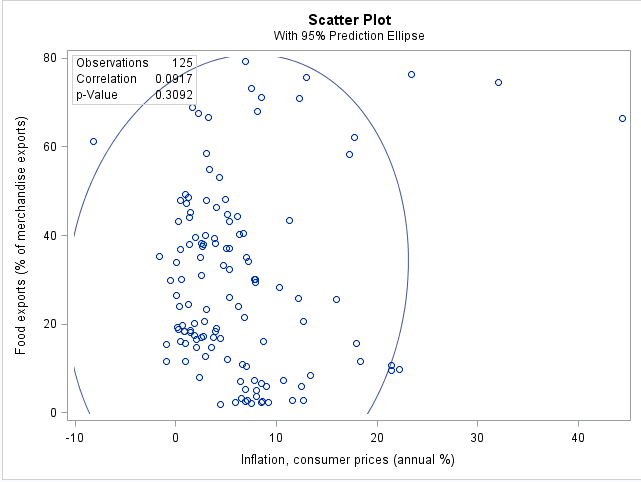 Scatter Plot
With 95% Prediction Ellipse
Observations 125
Correlation 0.0917
p-Value 0.3092
80
60
40
20
0
Food exports (% of merchandise exports)
-10 0 10 20 30 40
Inflation, consumer prices (annual %)